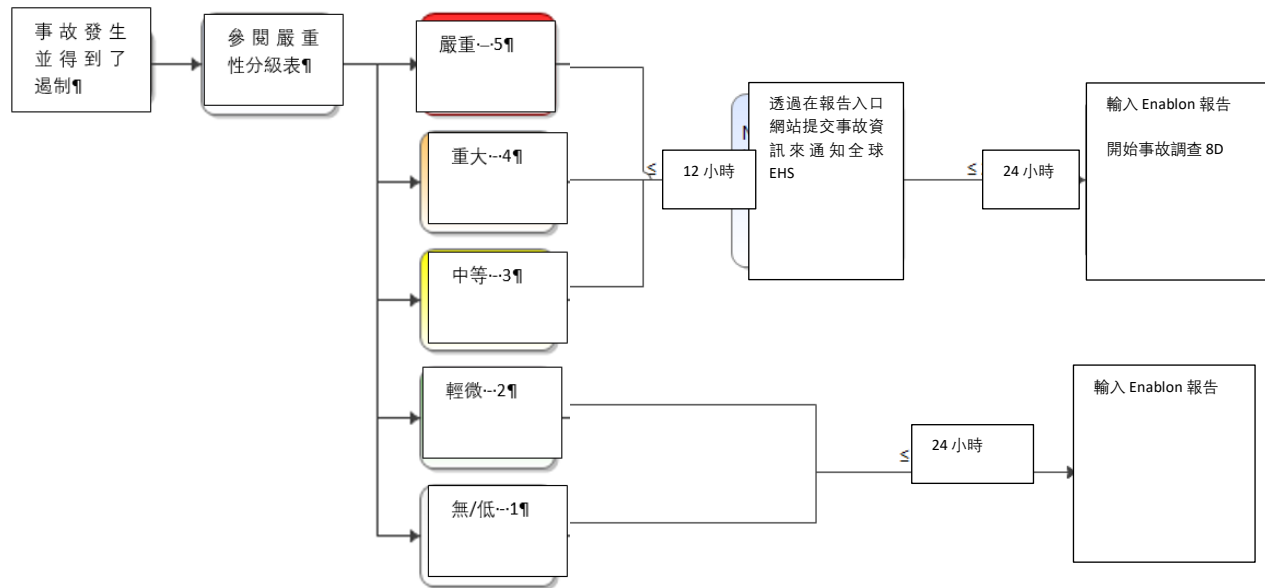 事故發生
並得到了
遏制¶
參閱嚴重
性分級表¶
嚴重·–·5¶
重大·-·4¶
中等·-·3¶
輕微·-·2¶
無/低·-·1¶
≤
12 小時
N
透過在報告入口
網站提交事故資
訊來通知全球
EHS
≤
24 小時
輸入 Enablon 報告
開始事故調查 8D
≤
24 小時
輸入 Enablon 報告